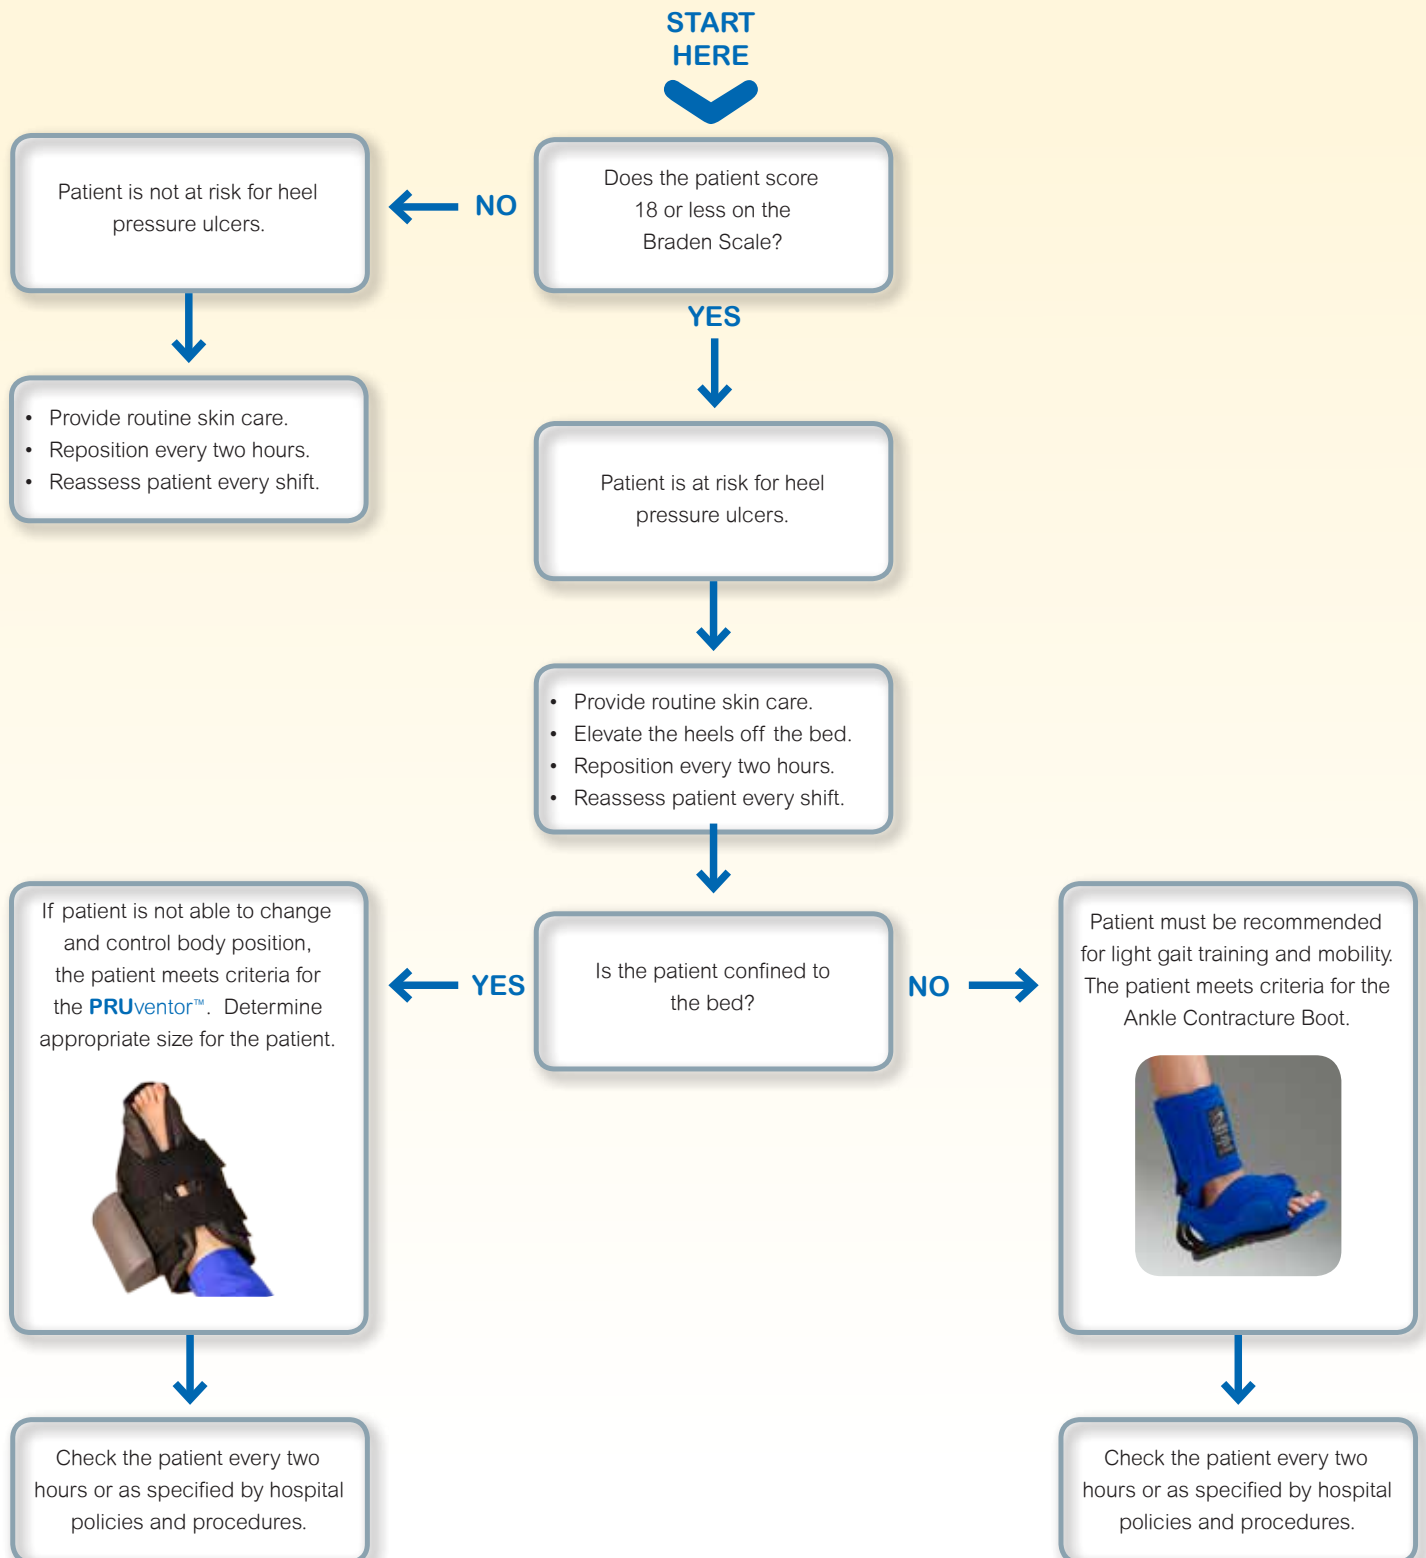 START
HERE
Does the patient score
18 or less on the
Braden Scale?
NO
Patient is not at risk for heel
pressure ulcers.
• Provide routine skin care.
• Reposition every two hours.
• Reassess patient every shift.
YES
Patient is at risk for heel
pressure ulcers.
• Provide routine skin care.
• Elevate the heels off the bed.
• Reposition every two hours.
• Reassess patient every shift.
Is the patient confined to
the bed?
YES
If patient is not able to change
and control body position,
the patient meets criteria for
the PRUventor™. Determine
appropriate size for the patient.
Check the patient every two
hours or as specified by hospital
policies and procedures.
NO
Patient must be recommended
for light gait training and mobility.
The patient meets criteria for the
Ankle Contracture Boot.
Check the patient every two
hours or as specified by hospital
policies and procedures.